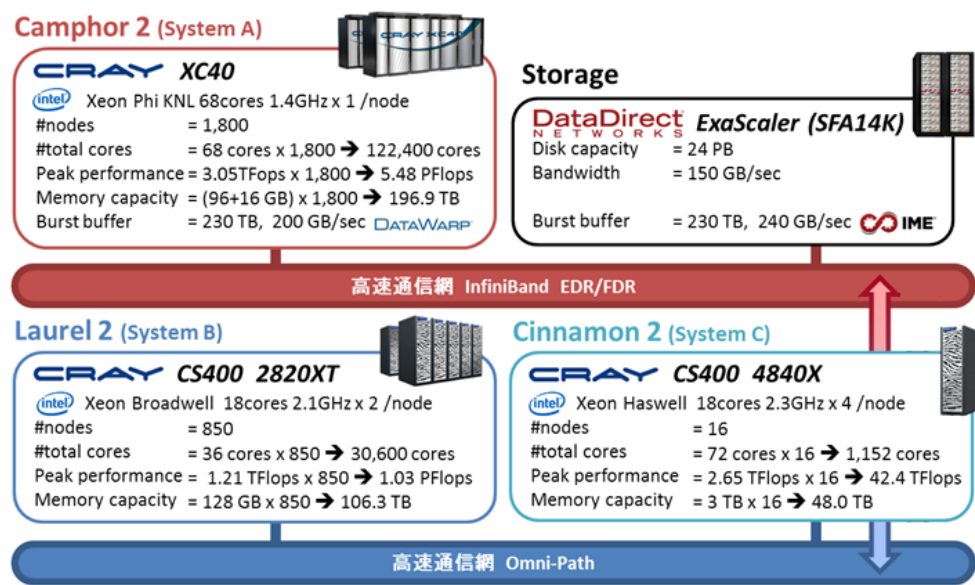 Camphor 2 (System A)
CRAY XC40
CRAY XC40
intel Xeon Phi KNL 68cores 1.4GHz x 1 /node
#nodes = 1,800
#total cores = 68 cores x 1,800 ➔ 122,400 cores
Peak performance = 3.05TFops x 1,800 ➔ 5.48 PFlops
Memory capacity = (96+16 GB) x 1,800 ➔ 196.9 TB
Burst buffer = 230 TB, 200 GB/sec DATAWARP
Storage
DataDirect NETWORKS ExaScaler (SFA14K)
Disk capacity = 24 PB
Bandwidth = 150 GB/sec
Burst buffer = 230 TB, 240 GB/sec IME
高速通信網 InfiniBand EDR/FDR
Laurel 2 (System B)
CRAY CS400 2820XT
intel Xeon Broadwell 18cores 2.1GHz x 2 /node
#nodes = 850
#total cores = 36 cores x 850 ➔ 30,600 cores
Peak performance = 1.21 TFlops x 850 ➔ 1.03 PFlops
Memory capacity = 128 GB x 850 ➔ 106.3 TB
Cinnamon 2 (System C)
CRAY CS400 4840X
intel Xeon Haswell 18cores 2.3GHz x 4 /node
#nodes = 16
#total cores = 72 cores x 16 ➔ 1,152 cores
Peak performance = 2.65 TFlops x 16 ➔ 42.4 TFlops
Memory capacity = 3 TB x 16 ➔ 48.0 TB
高速通信網 Omni-Path